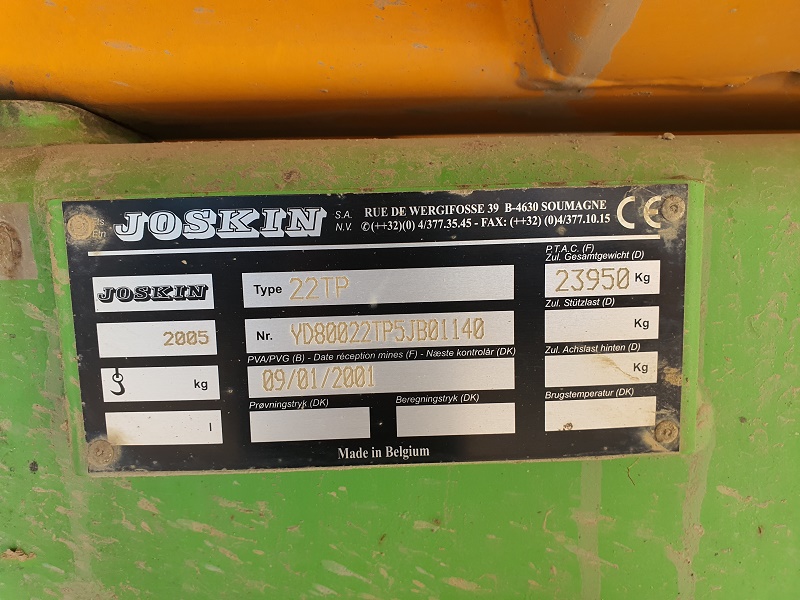 JOSKIN S.A. N.V. RUE DE WERGIFOSSE 39 B-4630 SOUMAGNE
✆(++32)(0) 4/377.35.45 - FAX: (++32) (0)4/377.10.15 CE
JOSKIN
2005
kg
l
Type 22TP
Nr. YD80022TP5JB01140
PVA/PVG (B) - Date réception mines (F) - Næste kontrolår (DK)
09/01/2001
Prøvningstryk (DK) Beregningstryk (DK)
P.T.A.C. (F)
Zul. Gesamtgewicht (D)
23950 Kg
Zul. Stützlast (D)
Kg
Zul. Achslast hinten (D)
Kg
Brugstemperatur (DK)
Made in Belgium